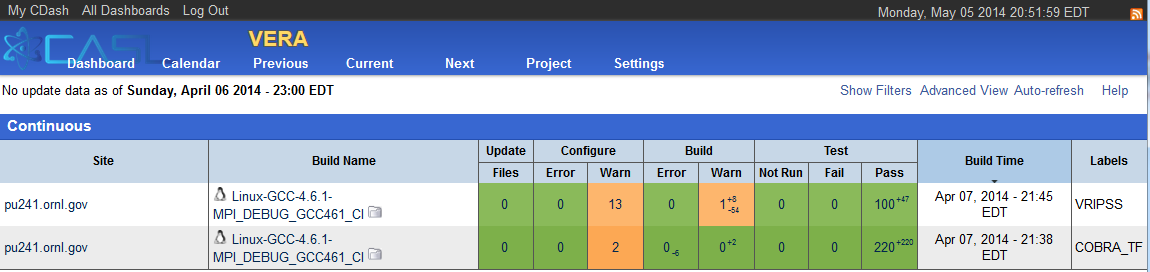 My CDash All Dashboards Log Out Monday, May 05 2014 20:51:59 EDT
VERA
CASL
Dashboard Calendar Previous Current Next Project Settings
No update data as of Sunday, April 06 2014 - 23:00 EDT Show Filters Advanced View Auto-refresh Help
Continuous
Site Build Name Update Configure Build Test Build Time Labels
Files Error Warn Error Warn Not Run Fail Pass
pu241.ornl.gov Linux-GCC-4.6.1- 0 0 13 0 1 +8 -54 0 0 100 +47 Apr 07, 2014 - 21:45 VRIPSS
MPI_DEBUG_GCC461_CI EDT
pu241.ornl.gov Linux-GCC-4.6.1- 0 0 2 0 -6 0 +2 0 0 220 +220 Apr 07, 2014 - 21:38 COBRA_TF
MPI_DEBUG_GCC461_CI EDT